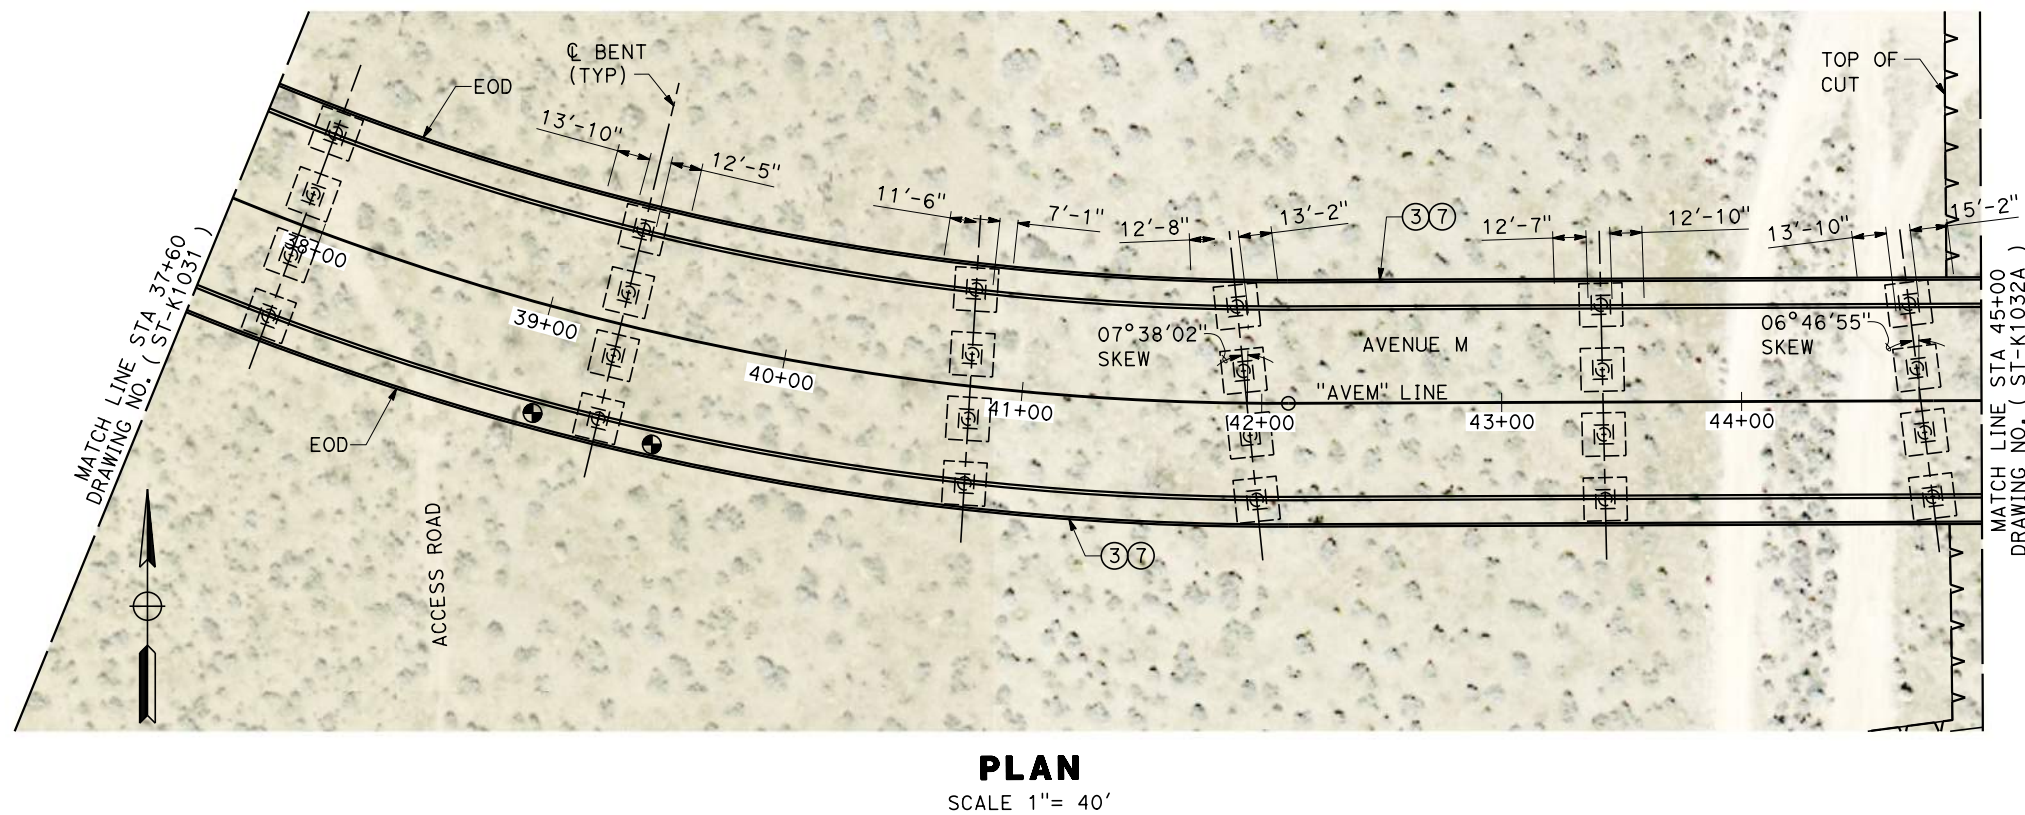 ℄ BENT
(TYP)
EOD
TOP OF
CUT
13'-10"
12'-5"
11'-6"
7'-1"
12'-8"
13'-2"
3 7
12'-7"
12'-10"
13'-10"
15'-2"
38+00
39+00
40+00
41+00
42+00
43+00
44+00
07°38'02"
SKEW
AVENUE M
"AVEM" LINE
06°46'55"
SKEW
MATCH LINE STA 37+60
DRAWING NO. ( ST-K1031 )
MATCH LINE STA 45+00
DRAWING NO. ( ST-K1032A )
EOD
ACCESS ROAD
3 7
PLAN
SCALE 1"= 40'